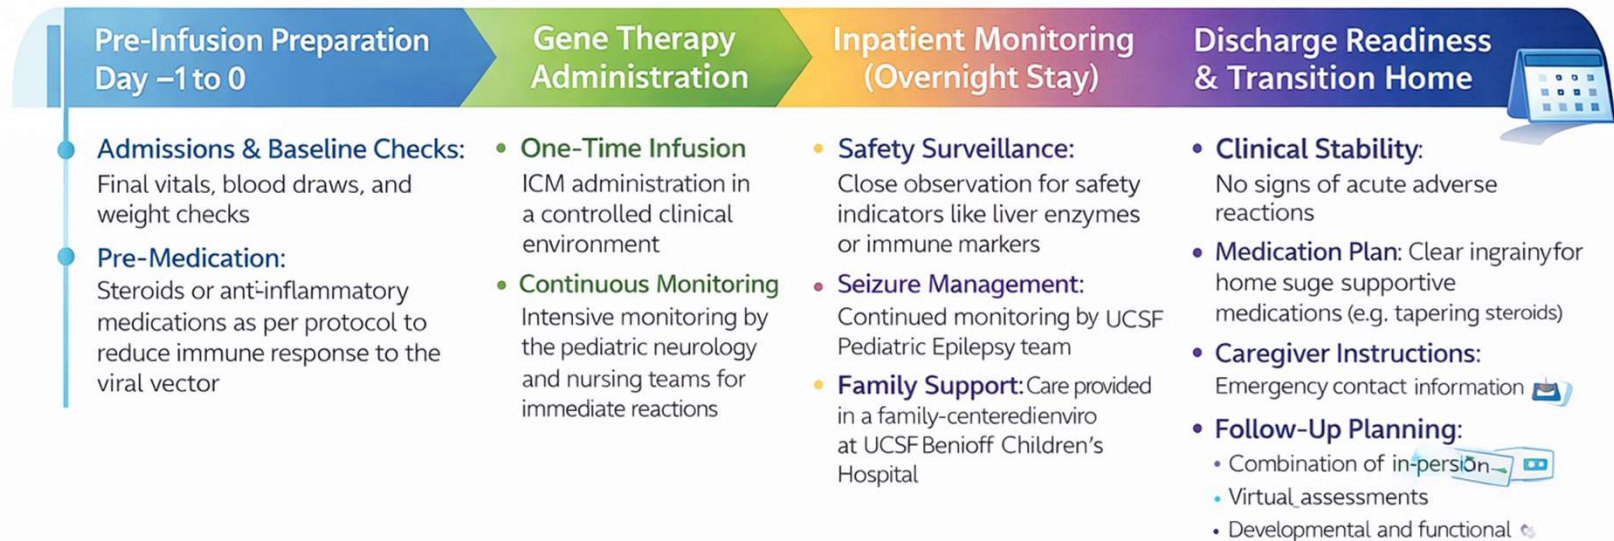 Pre-Infusion Preparation
Day –1 to 0
Gene Therapy
Administration
Inpatient Monitoring
(Overnight Stay)
Discharge Readiness
& Transition Home
Admissions & Baseline Checks:
Final vitals, blood draws, and
weight checks
Pre-Medication:
Steroids or anti-inflammatory
medications as per protocol to
reduce immune response to the
viral vector
• One-Time Infusion
ICM administration in
a controlled clinical
environment
• Continuous Monitoring
Intensive monitoring by
the pediatric neurology
and nursing teams for
immediate reactions
• Safety Surveillance:
Close observation for safety
indicators like liver enzymes
or immune markers
• Seizure Management:
Continued monitoring by UCSF
Pediatric Epilepsy team
• Family Support: Care provided
in a family-centeredienviro
at UCSF Benioff Children's
Hospital
• Clinical Stability:
No signs of acute adverse
reactions
• Medication Plan: Clear ingrainyfor
home suge supportive
medications (e.g. tapering steroids)
• Caregiver Instructions:
Emergency contact information
• Follow-Up Planning:
• Combination of in-persion
• Virtual assessments
• Developmental and functional